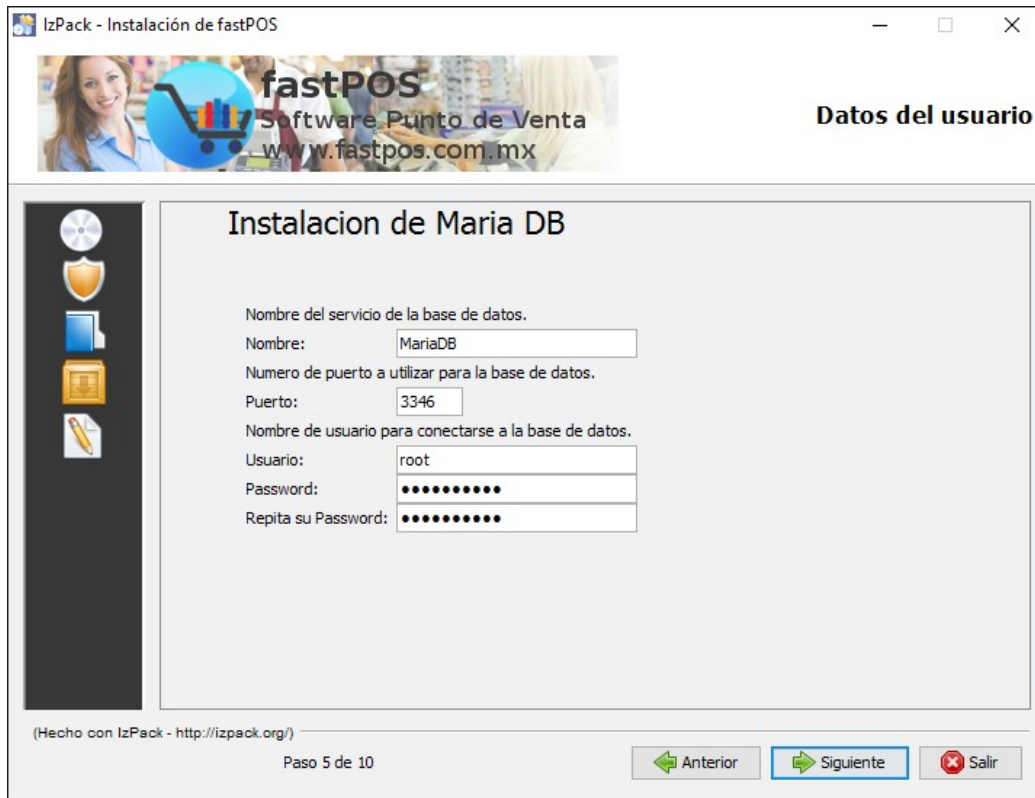 IzPack - Instalación de fastPOS
fastPOS
Software Punto de Venta
www.fastpos.com.mx
Datos del usuario
Instalacion de Maria DB
Nombre del servicio de la base de datos.
Nombre: MariaDB
Numero de puerto a utilizar para la base de datos.
Puerto: 3346
Nombre de usuario para conectarse a la base de datos.
Usuario: root
Password: ●●●●●●●●●●
Repita su Password: ●●●●●●●●●●
(Hecho con IzPack - http://izpack.org/)
Paso 5 de 10 Anterior Siguiente Salir